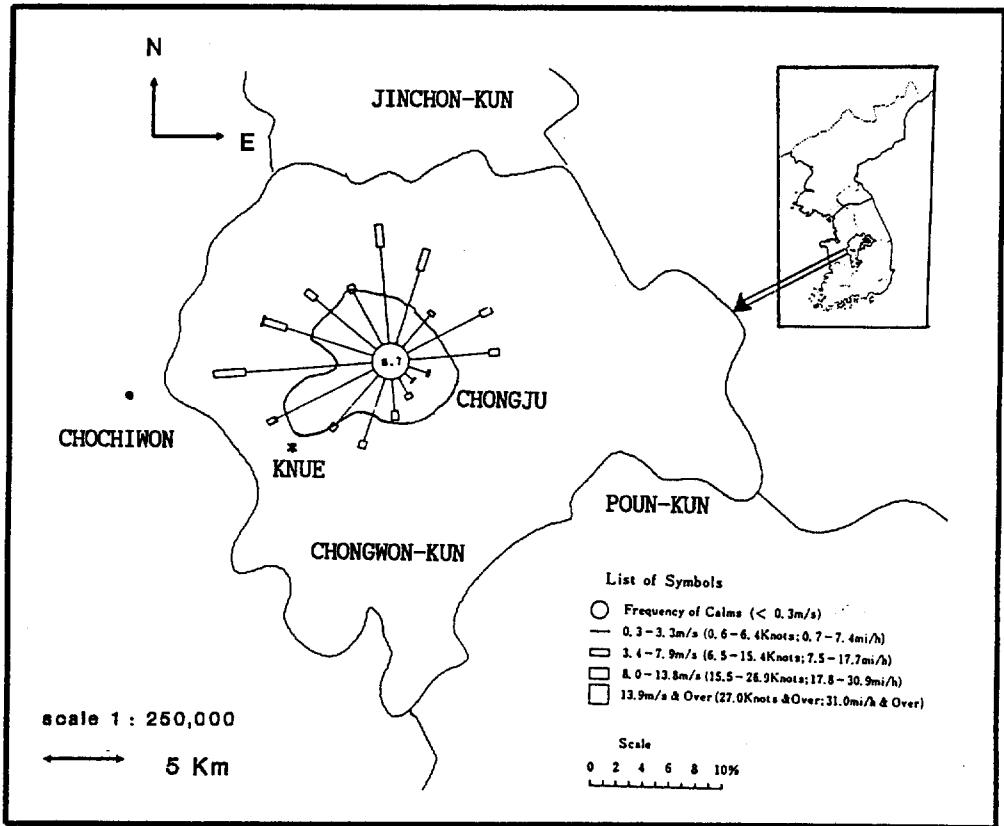 N
E
JINCHON-KUN
CHONGJU
CHOCHIWON
KNUE
POUN-KUN
CHONGWON-KUN
List of Symbols
Frequency of Calms (< 0.3m/s)
0.3-3.3m/s (0.6-6.4Knots; 0.7-7.4mi/h)
3.4-7.9m/s (6.5-15.4Knots; 7.5-17.7mi/h)
8.0-13.8m/s (15.5-26.9Knots; 17.8-30.9mi/h)
13.9m/s & Over (27.0Knots & Over; 31.0mi/h & Over)
scale 1 : 250,000
5 Km
Scale
0 2 4 6 8 10%